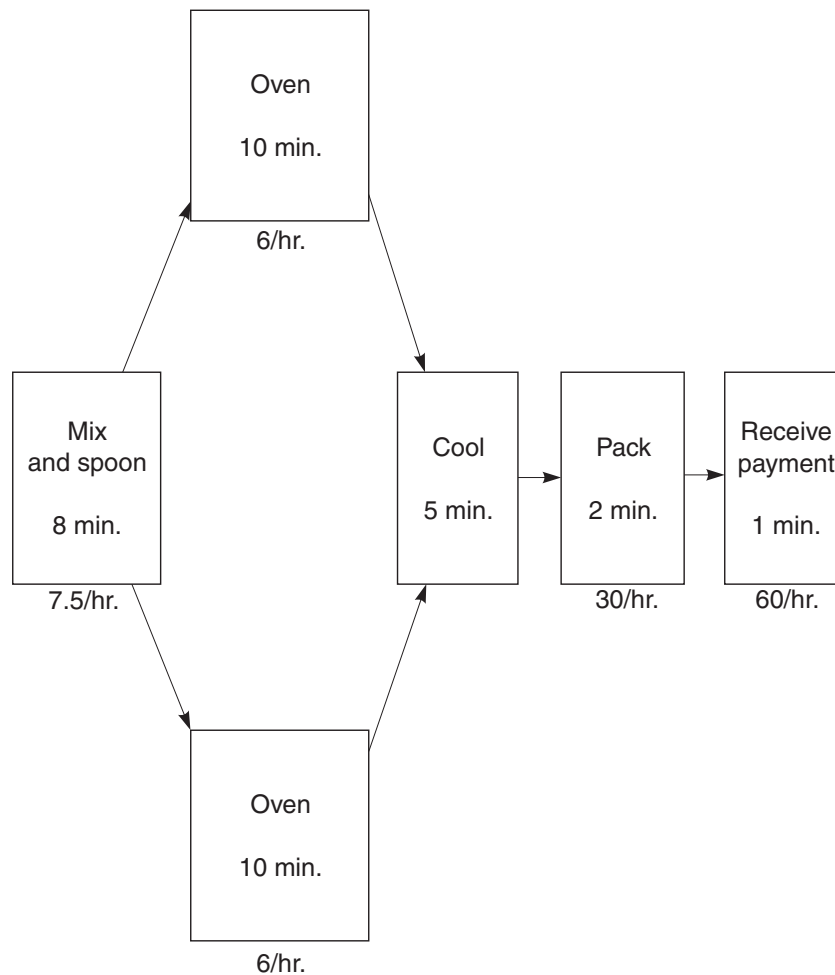 Oven
10 min.
6/hr.
Mix
and spoon
8 min.
7.5/hr.
Cool
5 min.
Pack
2 min.
30/hr.
Receive
payment
1 min.
60/hr.
Oven
10 min.
6/hr.